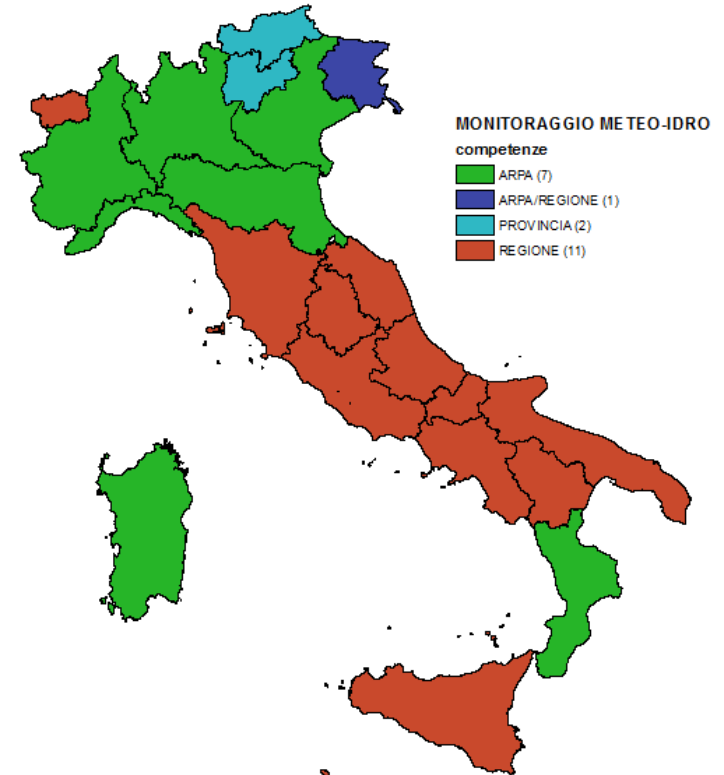 MONITORAGGIO METEO-IDRO
competenze
ARPA (7)
ARPA/REGIONE (1)
PROVINCIA (2)
REGIONE (11)